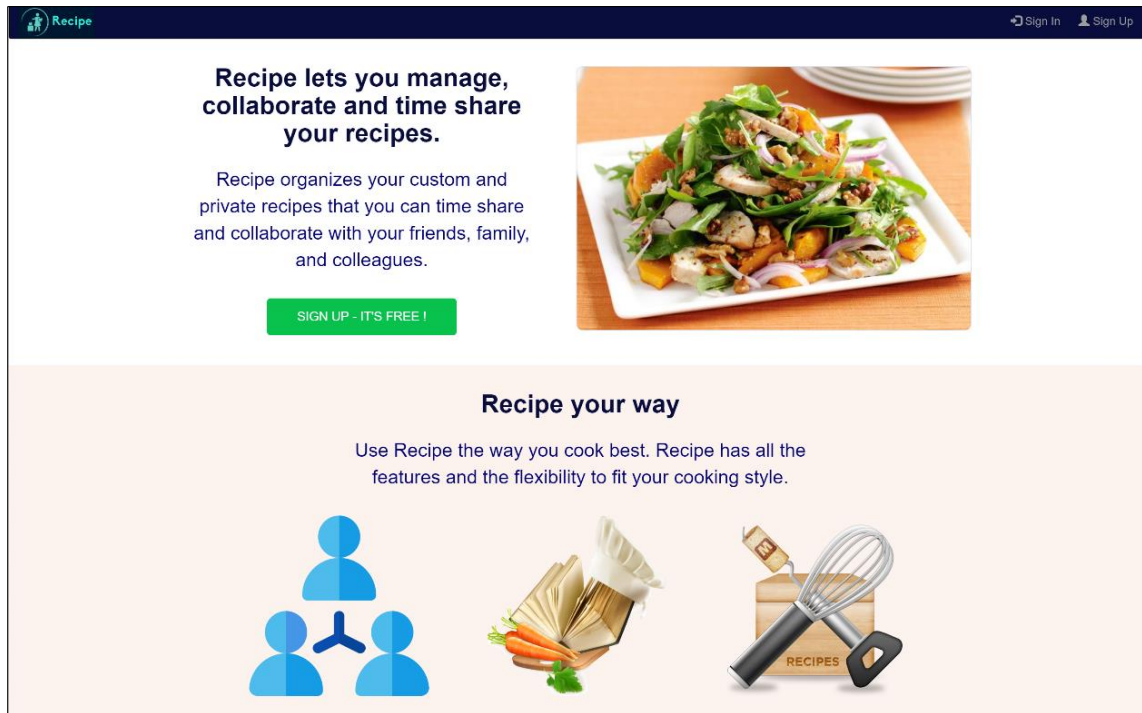 Recipe
Sign In
Sign Up
Recipe lets you manage,
collaborate and time share
your recipes.
Recipe organizes your custom and
private recipes that you can time share
and collaborate with your friends, family,
and colleagues.
SIGN UP - IT'S FREE !
Recipe your way
Use Recipe the way you cook best. Recipe has all the
features and the flexibility to fit your cooking style.
M
RECIPES